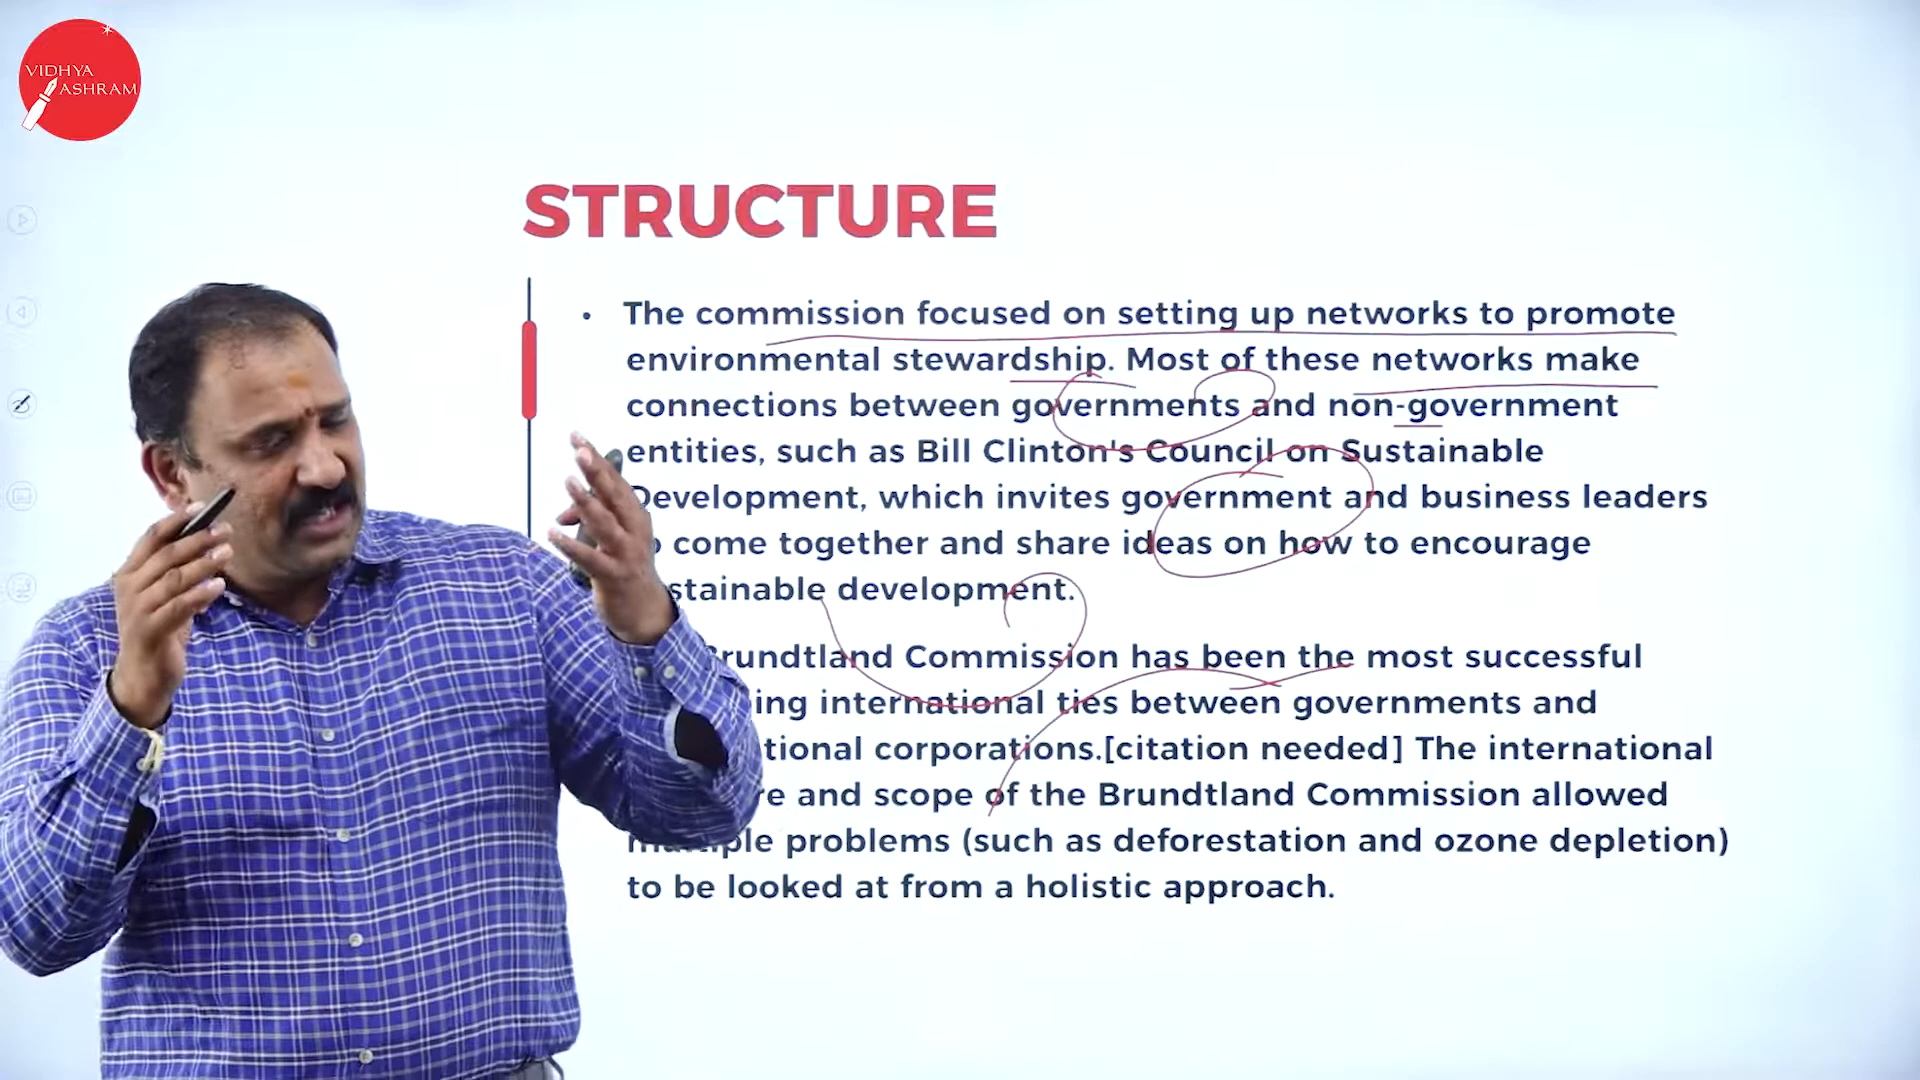 VIDHYA
ASHRAM
STRUCTURE
• The commission focused on setting up networks to promote
environmental stewardship. Most of these networks make
connections between governments and non-government
entities, such as Bill Clinton's Council on Sustainable
Development, which invites government and business leaders
come together and share ideas on how to encourage
stainable development.
rundtland Commission has been the most successful
ing international ties between governments and
tional corporations.[citation needed] The international
re and scope of the Brundtland Commission allowed
multiple problems (such as deforestation and ozone depletion)
to be looked at from a holistic approach.